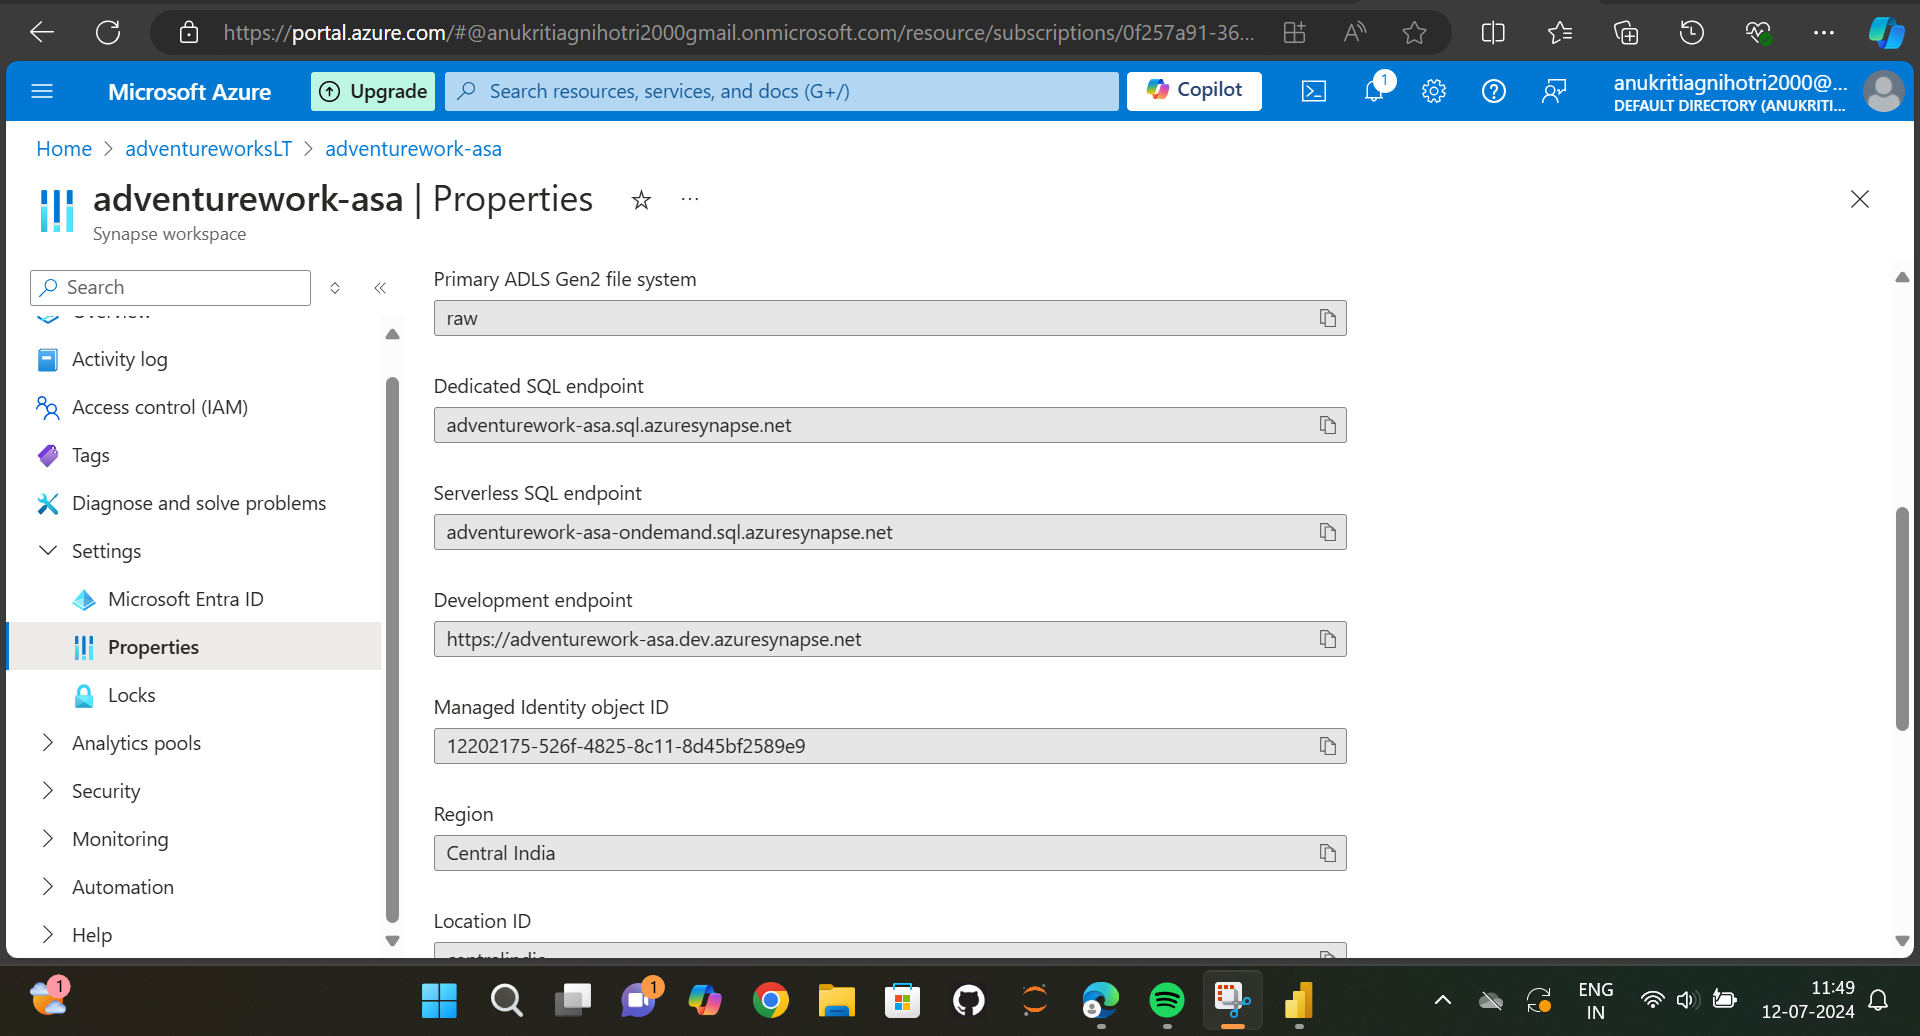 https://portal.azure.com/#@anukritiagnihotri2000gmail.onmicrosoft.com/resource/subscriptions/0f257a91-36...
Microsoft Azure
Upgrade
Search resources, services, and docs (G+/)
Copilot
1
anukritiagnihotri2000@...
DEFAULT DIRECTORY (ANUKRITI...
Home > adventureworksLT > adventurework-asa
adventurework-asa | Properties
Synapse workspace
Search
Overview
Activity log
Access control (IAM)
Tags
Diagnose and solve problems
Settings
Microsoft Entra ID
Properties
Locks
Analytics pools
Security
Monitoring
Automation
Help
Primary ADLS Gen2 file system
raw
Dedicated SQL endpoint
adventurework-asa.sql.azuresynapse.net
Serverless SQL endpoint
adventurework-asa-ondemand.sql.azuresynapse.net
Development endpoint
https://adventurework-asa.dev.azuresynapse.net
Managed Identity object ID
12202175-526f-4825-8c11-8d45bf2589e9
Region
Central India
Location ID
centralindia
1
1
ENG
IN
11:49
12-07-2024